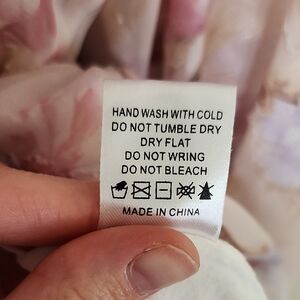 HAND WASH WITH COLD
DO NOT TUMBLE DRY
DRY FLAT
DO NOT WRING
DO NOT BLEACH
MADE IN CHINA